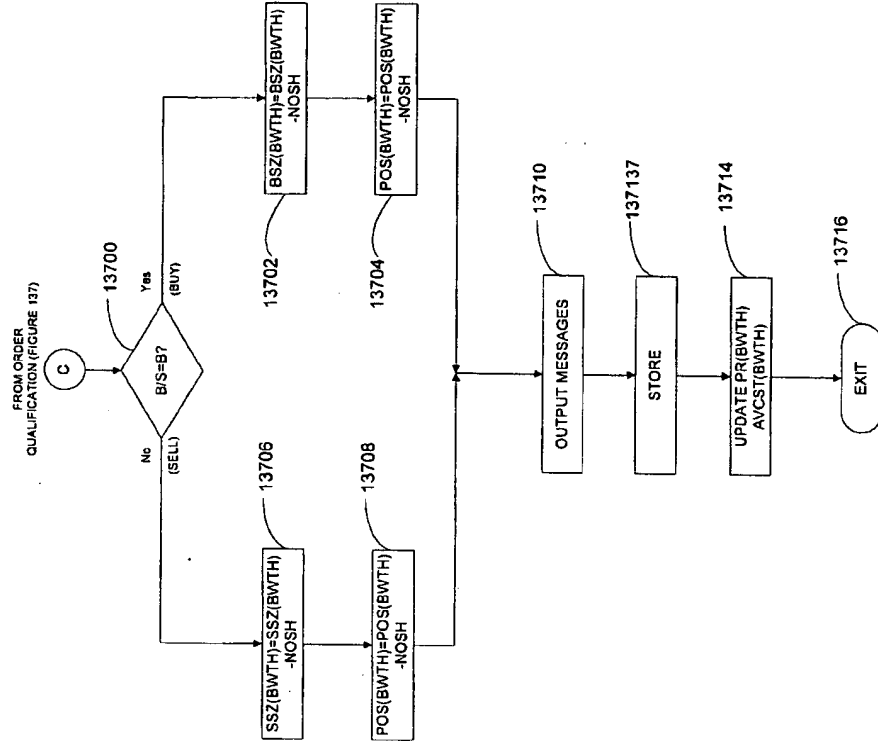 FROM ORDER
QUALIFICATION (FIGURE 137)
C
13700
B/S=B?
No
(SELL)
Yes
(BUY)
SSZ(BWTH)=SSZ(BWTH)
-NOSH
13706
POS(BWTH)=POS(BWTH)
-NOSH
13708
BSZ(BWTH)=BSZ(BWTH)
-NOSH
13702
POS(BWTH)=POS(BWTH)
-NOSH
13704
OUTPUT MESSAGES
13710
STORE
137137
UPDATE PR(BWTH)
AVCST(BWTH)
13714
EXIT
13716